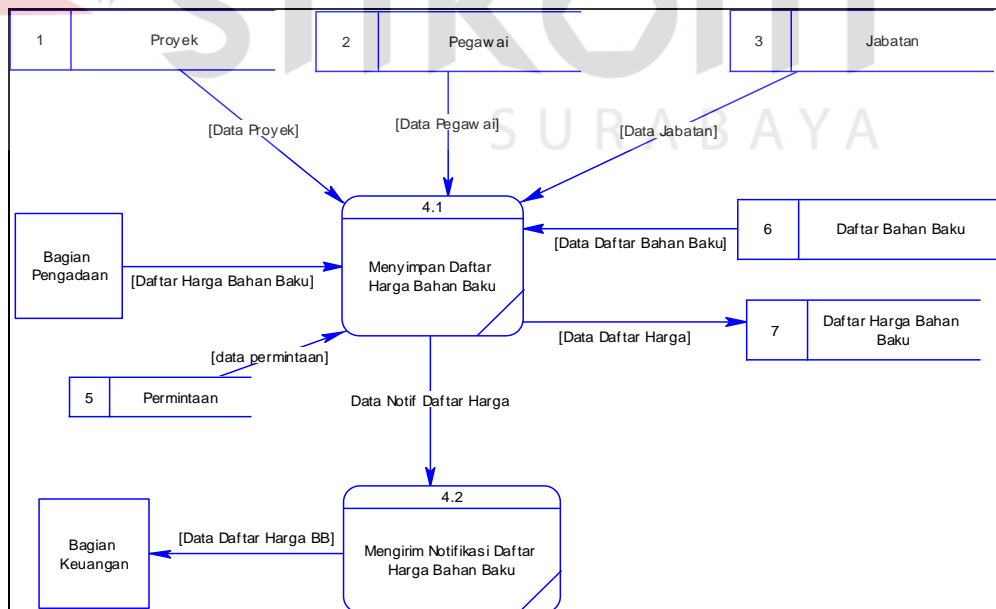 1 Proyek
2 Pegawai
3 Jabatan
SURABAYA
[Data Proyek]
[Data Pegawai]
[Data Jabatan]
4.1
Menyimpan Daftar
Harga Bahan Baku
Bagian
Pengadaan
[Daftar Harga Bahan Baku]
[Data Daftar Bahan Baku]
6 Daftar Bahan Baku
[Data Daftar Harga]
7 Daftar Harga Bahan
Baku
[data permintaan]
5 Permintaan
Data Notif Daftar Harga
4.2
Mengirim Notifikasi Daftar
Harga Bahan Baku
[Data Daftar Harga BB]
Bagian
Keuangan